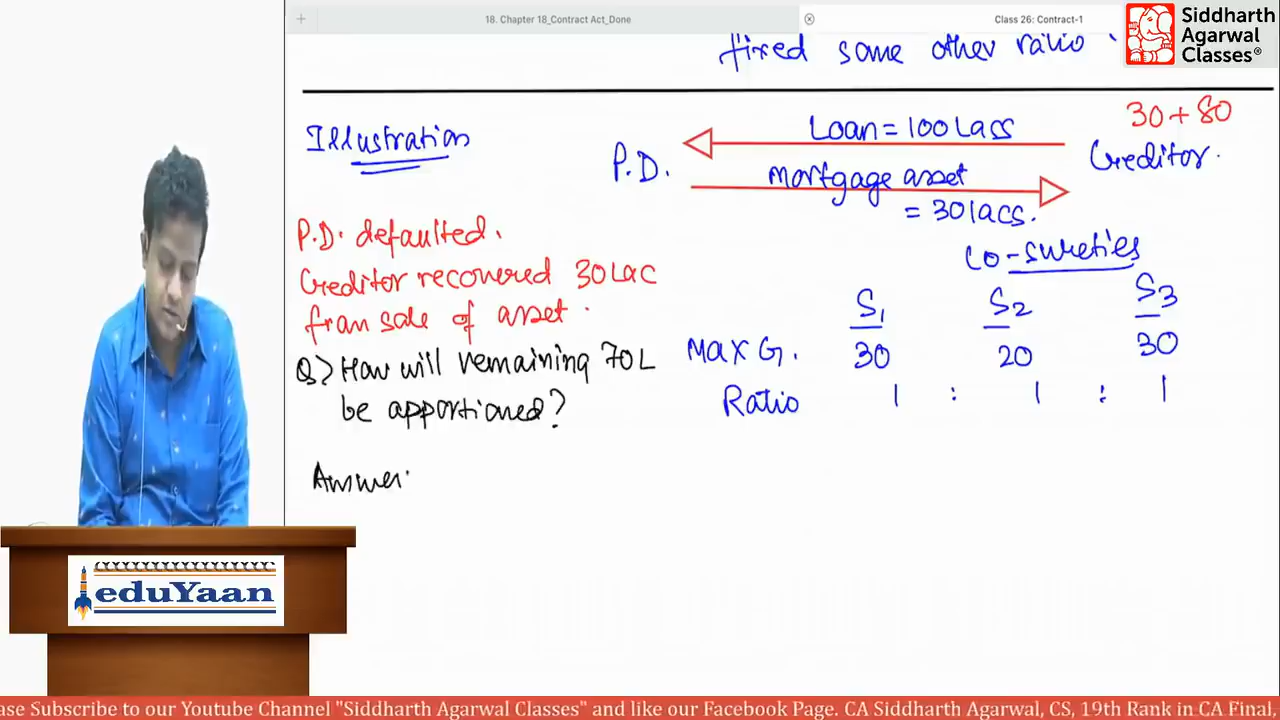 18. Chapter 18_Contract Act_Done
Class 26: Contract-1
Siddharth
Agarwal
Classes®
fixed some other ratio
Illustration
Loan = 100 Lacs
30 + 80
P.D.
Creditor.
mortgage asset
= 30 lacs.
P.D. defaulted.
Creditor recovered 30 Lac
from sale of asset.
Co-sureties
S1 S2 S3
Max G. 30 20 30
Ratio 1 : 1 : 1
Q> How will remaining 70L
be apportioned?
Answer
eduYaan
ase Subscribe to our Youtube Channel "Siddharth Agarwal Classes" and like our Facebook Page. CA Siddharth Agarwal, CS, 19th Rank in CA Final.